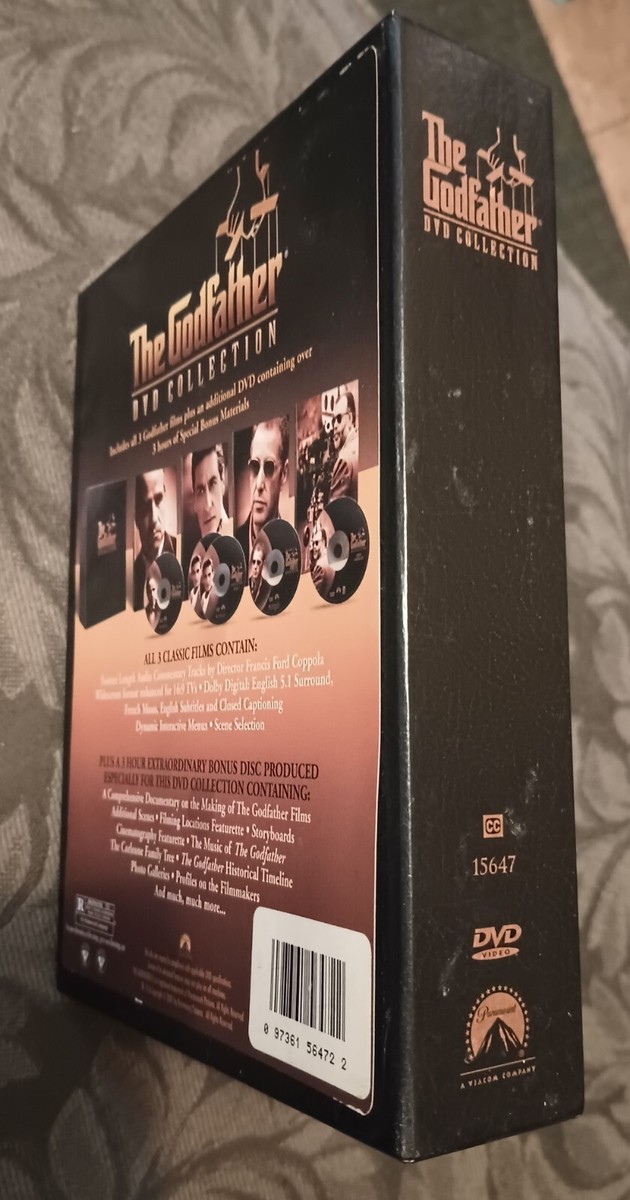 The
Godfather
DVD COLLECTION
Includes all 3 Godfather films plus an additional DVD containing over
3 hours of Special Bonus Materials
ALL 3 CLASSIC FILMS CONTAIN:
Feature Length Audio Commentary Tracks by Director Francis Ford Coppola
Widescreen format enhanced for 16:9 TVs • Dolby Digital: English 5.1 Surround,
French Mono, English Subtitles and Closed Captioning
Dynamic Interactive Menus • Scene Selection
PLUS A 3 HOUR EXTRAORDINARY BONUS DISC PRODUCED
ESPECIALLY FOR THIS DVD COLLECTION CONTAINING:
A Comprehensive Documentary on the Making of The Godfather Films
Additional Scenes • Filming Locations Featurette • Storyboards
Cinematography Featurette • The Music of The Godfather
The Corleone Family Tree • The Godfather Historical Timeline
Photo Galleries • Profiles on the Filmmakers
And much, much more...
R
0 97361 56472 2
The
Godfather
DVD COLLECTION
CC
15647
DVD
VIDEO
Paramount
A VIACOM COMPANY